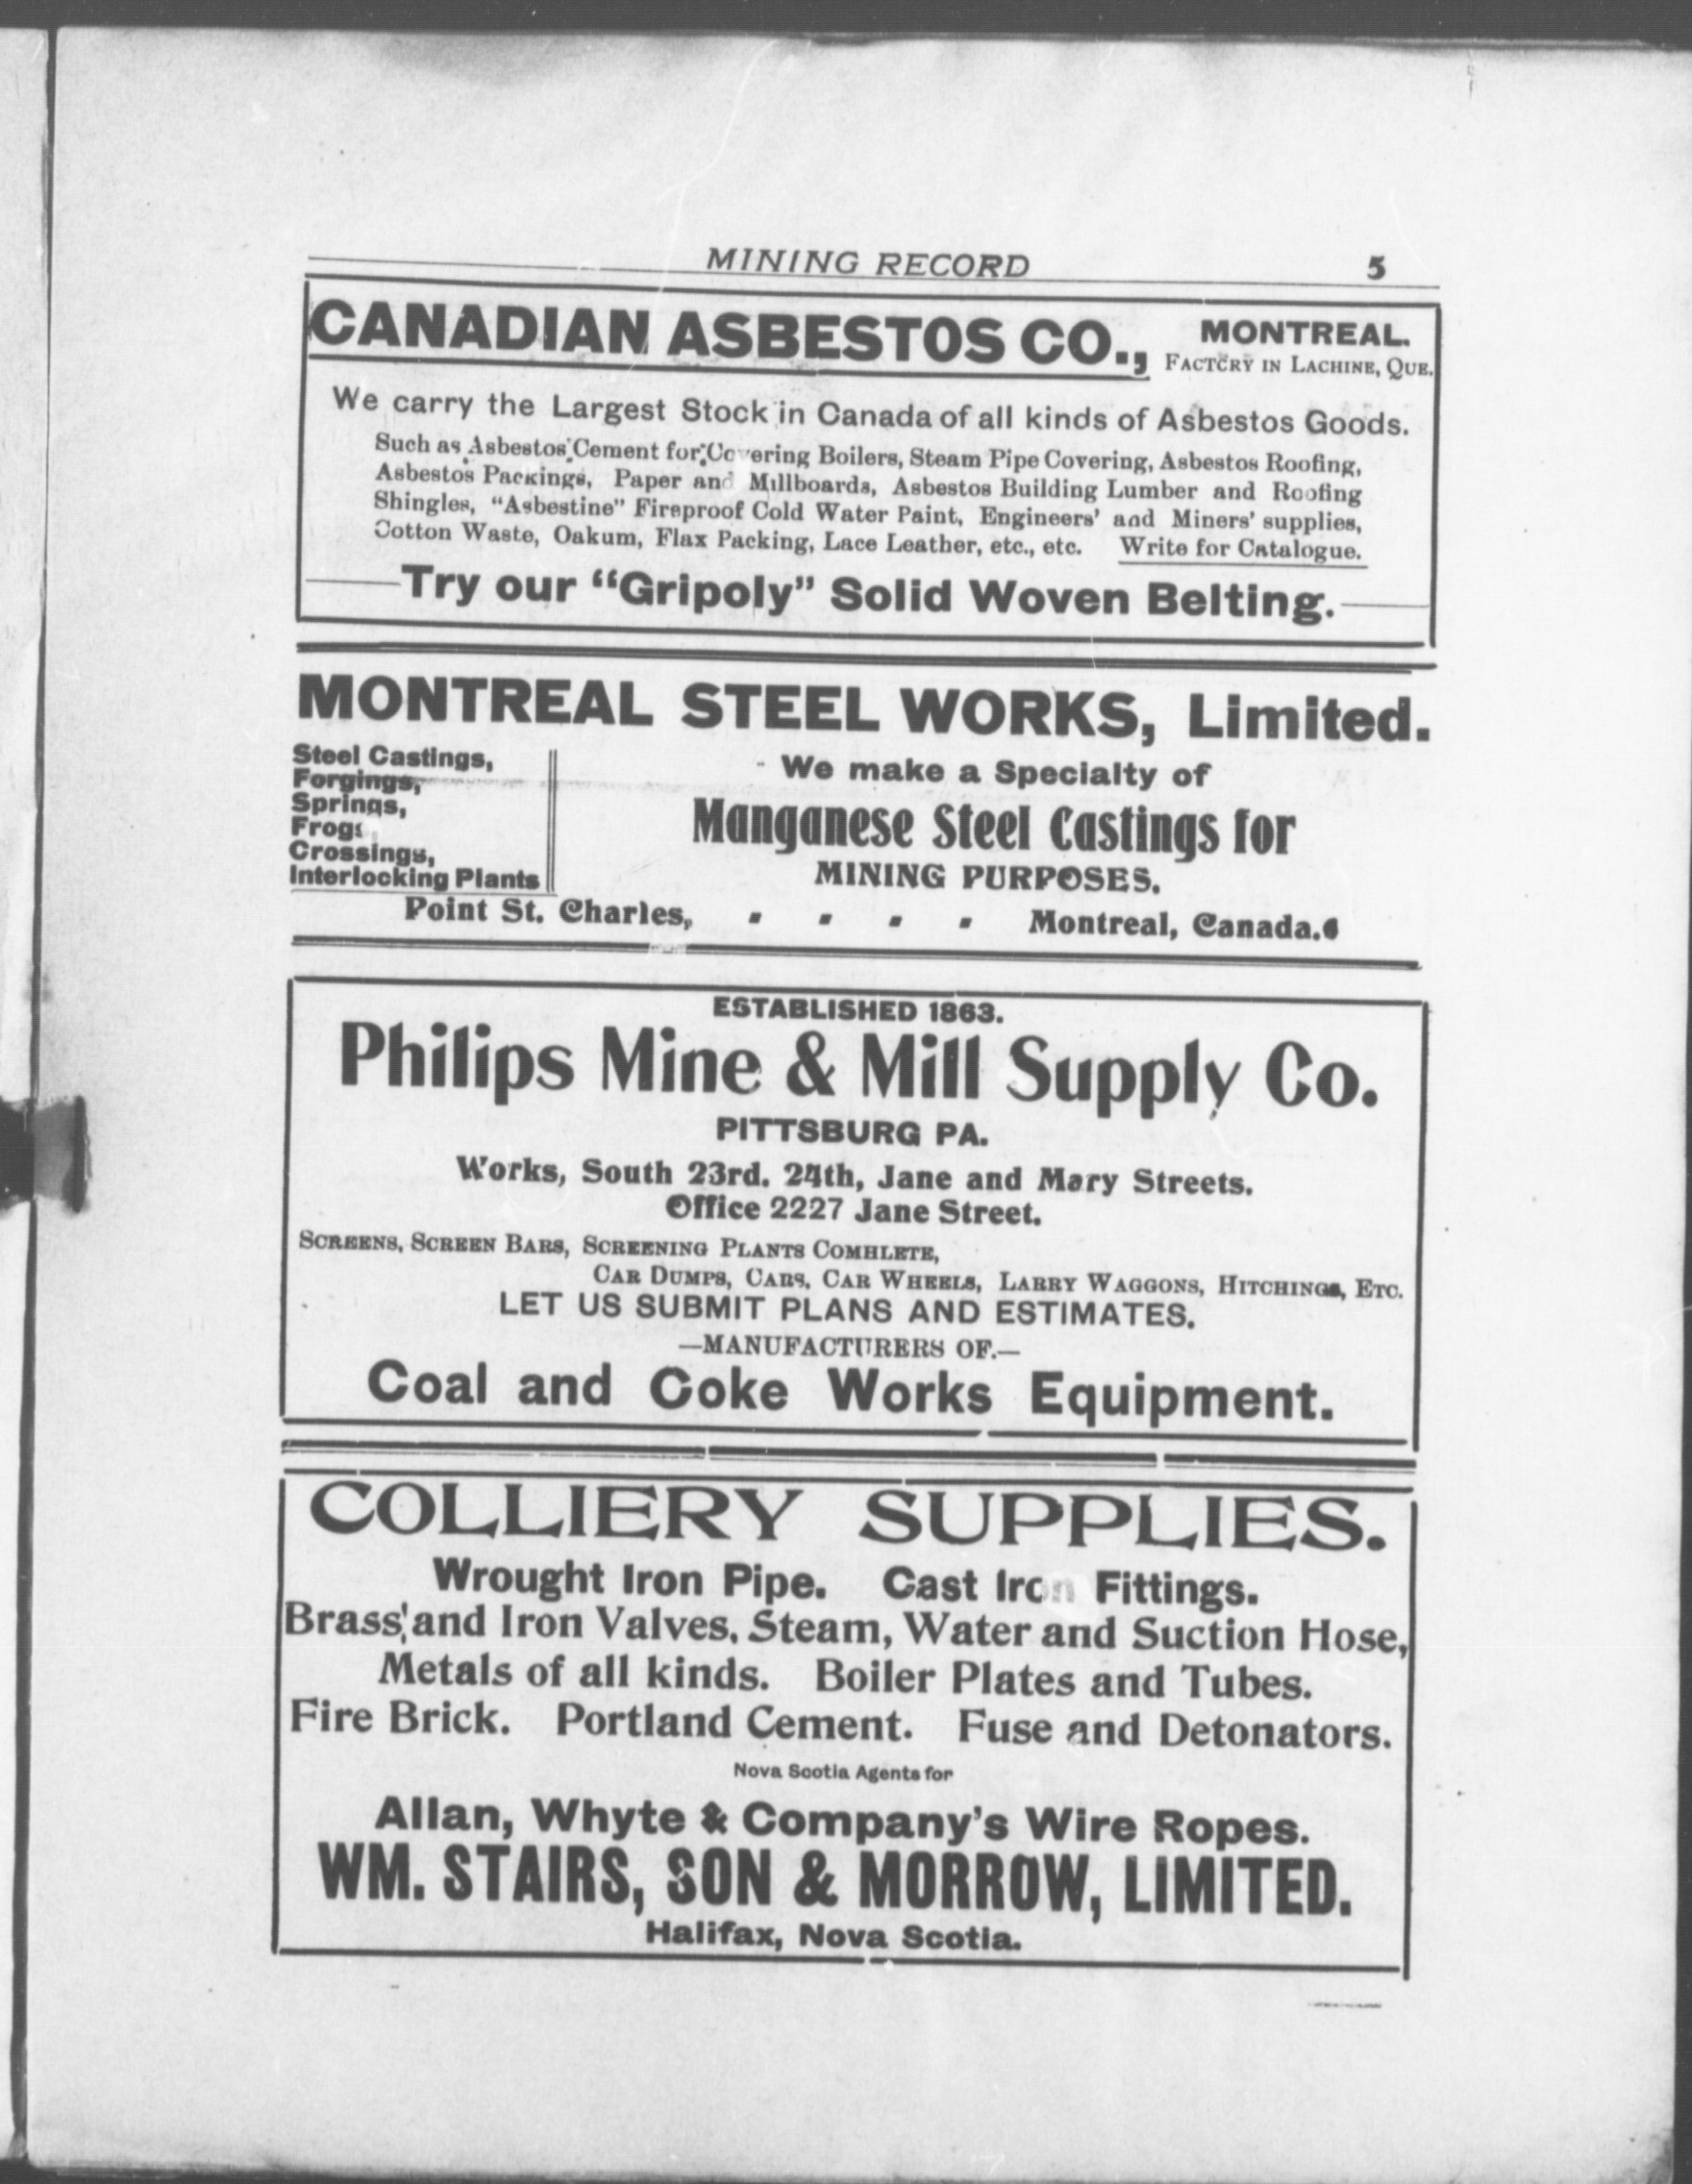 MINING RECORD 5
CANADIAN ASBESTOS CO., MONTREAL.
FACTORY IN LACHINE, QUE.
We carry the Largest Stock in Canada of all kinds of Asbestos Goods.
Such as Asbestos Cement for Covering Boilers, Steam Pipe Covering, Asbestos Roofing,
Asbestos Packings, Paper and Millboards, Asbestos Building Lumber and Roofing
Shingles, "Asbestine" Fireproof Cold Water Paint, Engineers' and Miners' supplies,
Cotton Waste, Oakum, Flax Packing, Lace Leather, etc., etc. Write for Catalogue.
Try our "Gripoly" Solid Woven Belting.
MONTREAL STEEL WORKS, Limited.
Steel Castings,
Forgings,
Springs,
Frogs,
Crossings,
Interlocking Plants
We make a Specialty of
Manganese Steel Castings for
MINING PURPOSES.
Point St. Charles, - - - - Montreal, Canada.
ESTABLISHED 1863.
Philips Mine & Mill Supply Co.
PITTSBURG PA.
Works, South 23rd. 24th, Jane and Mary Streets.
Office 2227 Jane Street.
SCREENS, SCREEN BARS, SCREENING PLANTS COMHLETE,
CAR DUMPS, CARS, CAR WHEELS, LARRY WAGGONS, HITCHINGS, ETC.
LET US SUBMIT PLANS AND ESTIMATES.
—MANUFACTURERS OF.—
Coal and Coke Works Equipment.
COLLIERY SUPPLIES.
Wrought Iron Pipe. Cast Iron Fittings.
Brass and Iron Valves. Steam, Water and Suction Hose,
Metals of all kinds. Boiler Plates and Tubes.
Fire Brick. Portland Cement. Fuse and Detonators.
Nova Scotia Agents for
Allan, Whyte & Company's Wire Ropes.
WM. STAIRS, SON & MORROW, LIMITED.
Halifax, Nova Scotia.